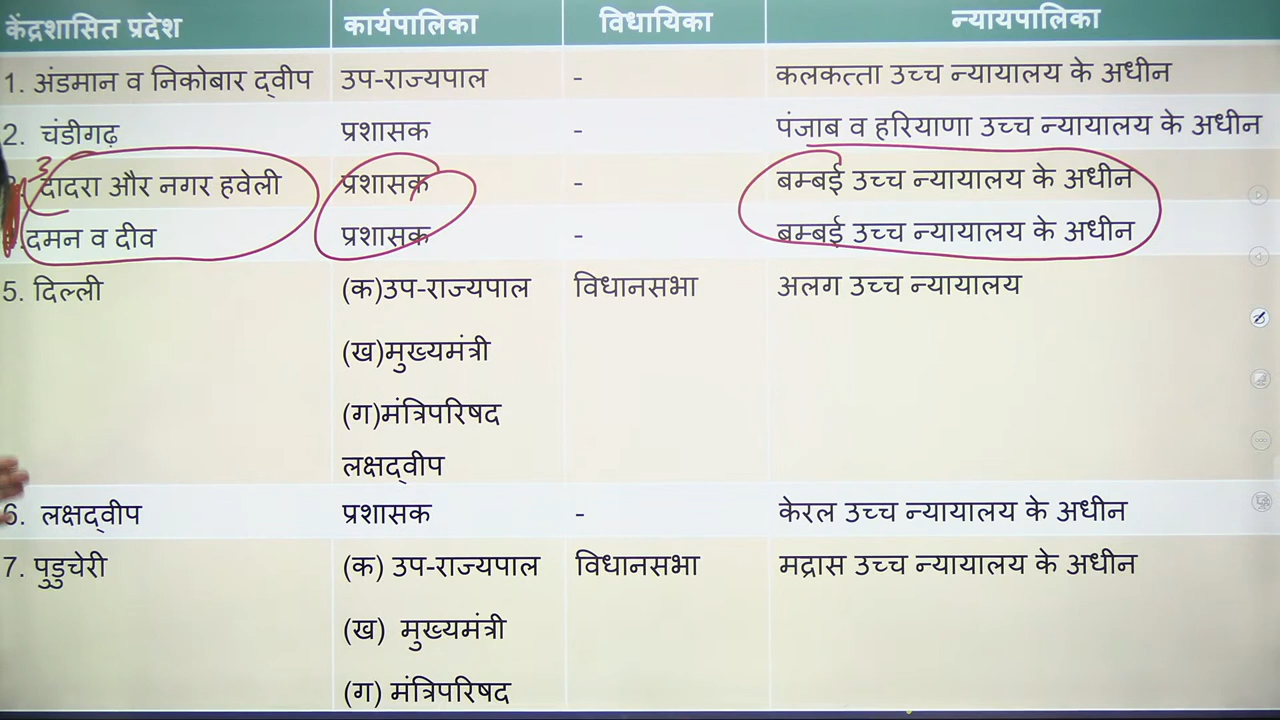 केंद्रशासित प्रदेश कार्यपालिका विधायिका न्यायपालिका
1. अंडमान व निकोबार द्वीप उप-राज्यपाल - कलकत्ता उच्च न्यायालय के अधीन
2. चंडीगढ़ प्रशासक - पंजाब व हरियाणा उच्च न्यायालय के अधीन
3 दादरा और नगर हवेली प्रशासक - बम्बई उच्च न्यायालय के अधीन
दमन व दीव प्रशासक - बम्बई उच्च न्यायालय के अधीन
5. दिल्ली (क)उप-राज्यपाल विधानसभा अलग उच्च न्यायालय
(ख)मुख्यमंत्री
(ग)मंत्रिपरिषद
लक्षद्वीप
6. लक्षद्वीप प्रशासक - केरल उच्च न्यायालय के अधीन
7. पुडुचेरी (क) उप-राज्यपाल विधानसभा मद्रास उच्च न्यायालय के अधीन
(ख) मुख्यमंत्री
(ग) मंत्रिपरिषद